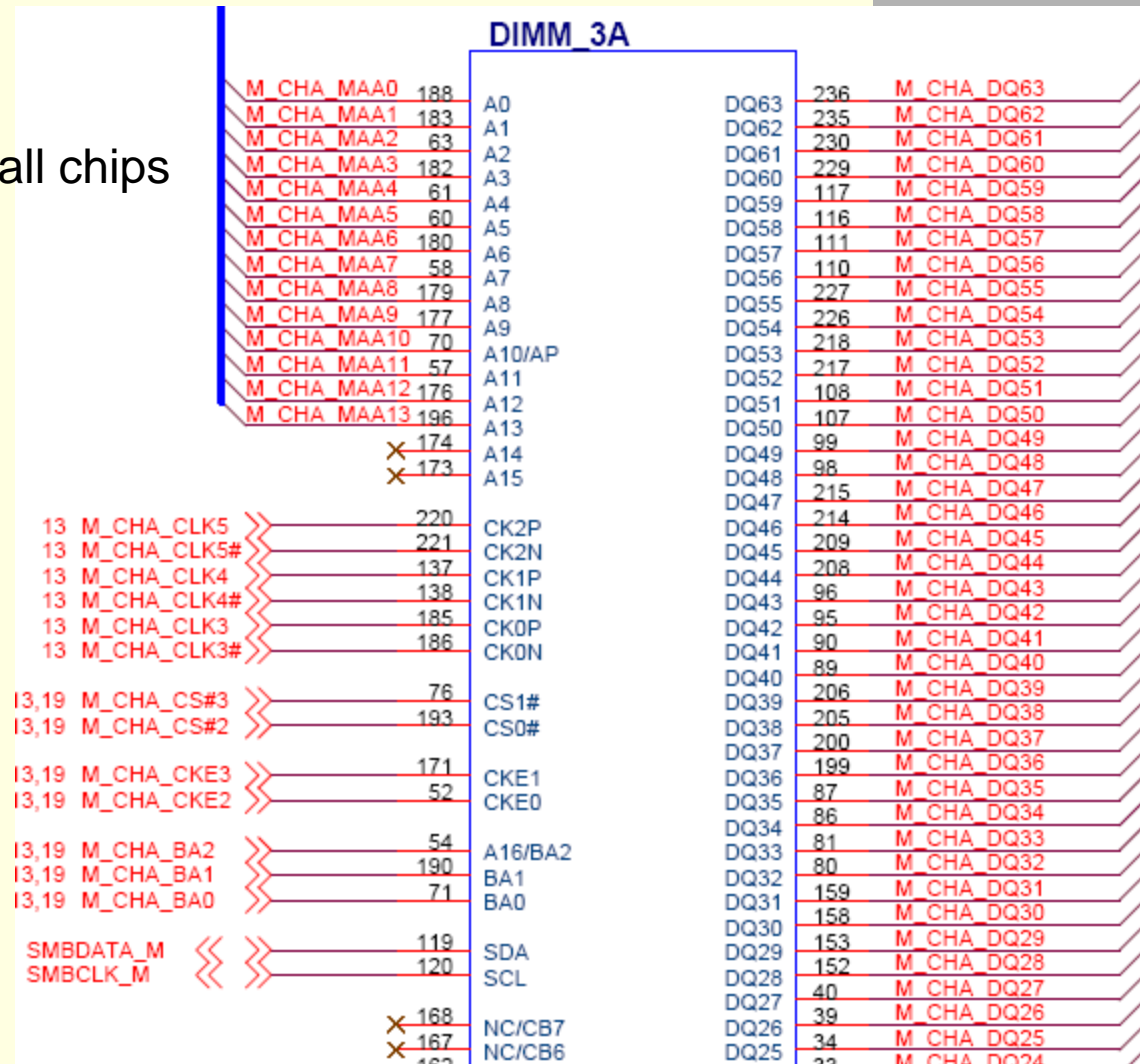 DIMM_3A
all chips
M_CHA_MAA0 188 A0 DQ63 236 M_CHA_DQ63
M_CHA_MAA1 183 A1 DQ62 235 M_CHA_DQ62
M_CHA_MAA2 63 A2 DQ61 230 M_CHA_DQ61
M_CHA_MAA3 182 A3 DQ60 229 M_CHA_DQ60
M_CHA_MAA4 61 A4 DQ59 117 M_CHA_DQ59
M_CHA_MAA5 60 A5 DQ58 116 M_CHA_DQ58
M_CHA_MAA6 180 A6 DQ57 111 M_CHA_DQ57
M_CHA_MAA7 58 A7 DQ56 110 M_CHA_DQ56
M_CHA_MAA8 179 A8 DQ55 227 M_CHA_DQ55
M_CHA_MAA9 177 A9 DQ54 226 M_CHA_DQ54
M_CHA_MAA10 70 A10/AP DQ53 218 M_CHA_DQ53
M_CHA_MAA11 57 A11 DQ52 217 M_CHA_DQ52
M_CHA_MAA12 176 A12 DQ51 108 M_CHA_DQ51
M_CHA_MAA13 196 A13 DQ50 107 M_CHA_DQ50
174 A14 DQ49 99 M_CHA_DQ49
173 A15 DQ48 98 M_CHA_DQ48
DQ47 215 M_CHA_DQ47
13 M_CHA_CLK5 220 CK2P DQ46 214 M_CHA_DQ46
13 M_CHA_CLK5# 221 CK2N DQ45 209 M_CHA_DQ45
13 M_CHA_CLK4 137 CK1P DQ44 208 M_CHA_DQ44
13 M_CHA_CLK4# 138 CK1N DQ43 96 M_CHA_DQ43
13 M_CHA_CLK3 185 CK0P DQ42 95 M_CHA_DQ42
13 M_CHA_CLK3# 186 CK0N DQ41 90 M_CHA_DQ41
DQ40 89 M_CHA_DQ40
13,19 M_CHA_CS#3 76 CS1# DQ39 206 M_CHA_DQ39
13,19 M_CHA_CS#2 193 CS0# DQ38 205 M_CHA_DQ38
DQ37 200 M_CHA_DQ37
13,19 M_CHA_CKE3 171 CKE1 DQ36 199 M_CHA_DQ36
13,19 M_CHA_CKE2 52 CKE0 DQ35 87 M_CHA_DQ35
DQ34 86 M_CHA_DQ34
13,19 M_CHA_BA2 54 A16/BA2 DQ33 81 M_CHA_DQ33
13,19 M_CHA_BA1 190 BA1 DQ32 80 M_CHA_DQ32
13,19 M_CHA_BA0 71 BA0 DQ31 159 M_CHA_DQ31
DQ30 158 M_CHA_DQ30
SMBDATA_M 119 SDA DQ29 153 M_CHA_DQ29
SMBCLK_M 120 SCL DQ28 152 M_CHA_DQ28
DQ27 40 M_CHA_DQ27
168 NC/CB7 DQ26 39 M_CHA_DQ26
167 NC/CB6 DQ25 34 M_CHA_DQ25
33 M_CHA_DQ24